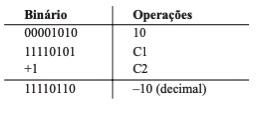 Binário Operações
00001010 10
11110101 C1
+1 C2
11110110 –10 (decimal)